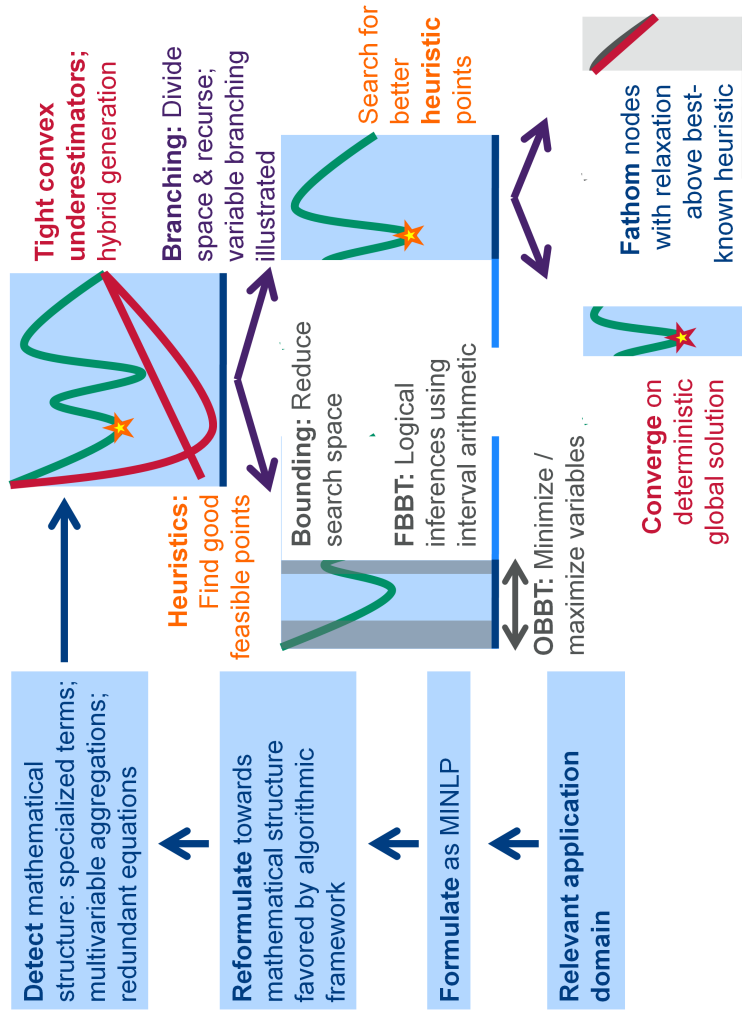 Detect mathematical
structure: specialized terms;
multivariable aggregations;
redundant equations
Reformulate towards
mathematical structure
favored by algorithmic
framework
Formulate as MINLP
Relevant application
domain
Heuristics:
Find good
feasible points
Tight convex
underestimators;
hybrid generation
Branching: Divide
space & recurse;
variable branching
illustrated
Bounding: Reduce
search space
FBBT: Logical
inferences using
interval arithmetic
OBBT: Minimize /
maximize variables
Search for
better
heuristic
points
Converge on
deterministic
global solution
Fathom nodes
with relaxation
above best-
known heuristic